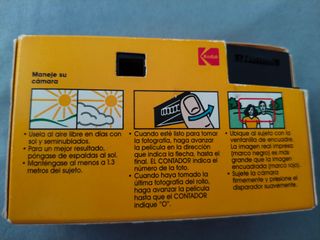 Kodak
Maneje su
cámara
• Usela al aire libre en días con
sol y seminublados.
• Para un mejor resultado,
póngase de espaldas al sol.
• Manténgase al menos a 1.3
metros del sujeto.
• Cuando esté listo para tomar
la fotografía, haga avanzar
la película en la dirección
que indica la flecha, hasta el
final. El CONTADOR indica el
número de la foto.
• Cuando haya tomado la
última fotografía del rollo,
haga avanzar la película
hasta que el CONTADOR
indique "O".
• Ubique al sujeto con la
ventanilla de encuadre.
La imagen real impresa
(marco negro) es más
grande que la imagen
encuadrada (marco rojo).
• Sujete la cámara
firmemente y presione el
disparador suavemente.